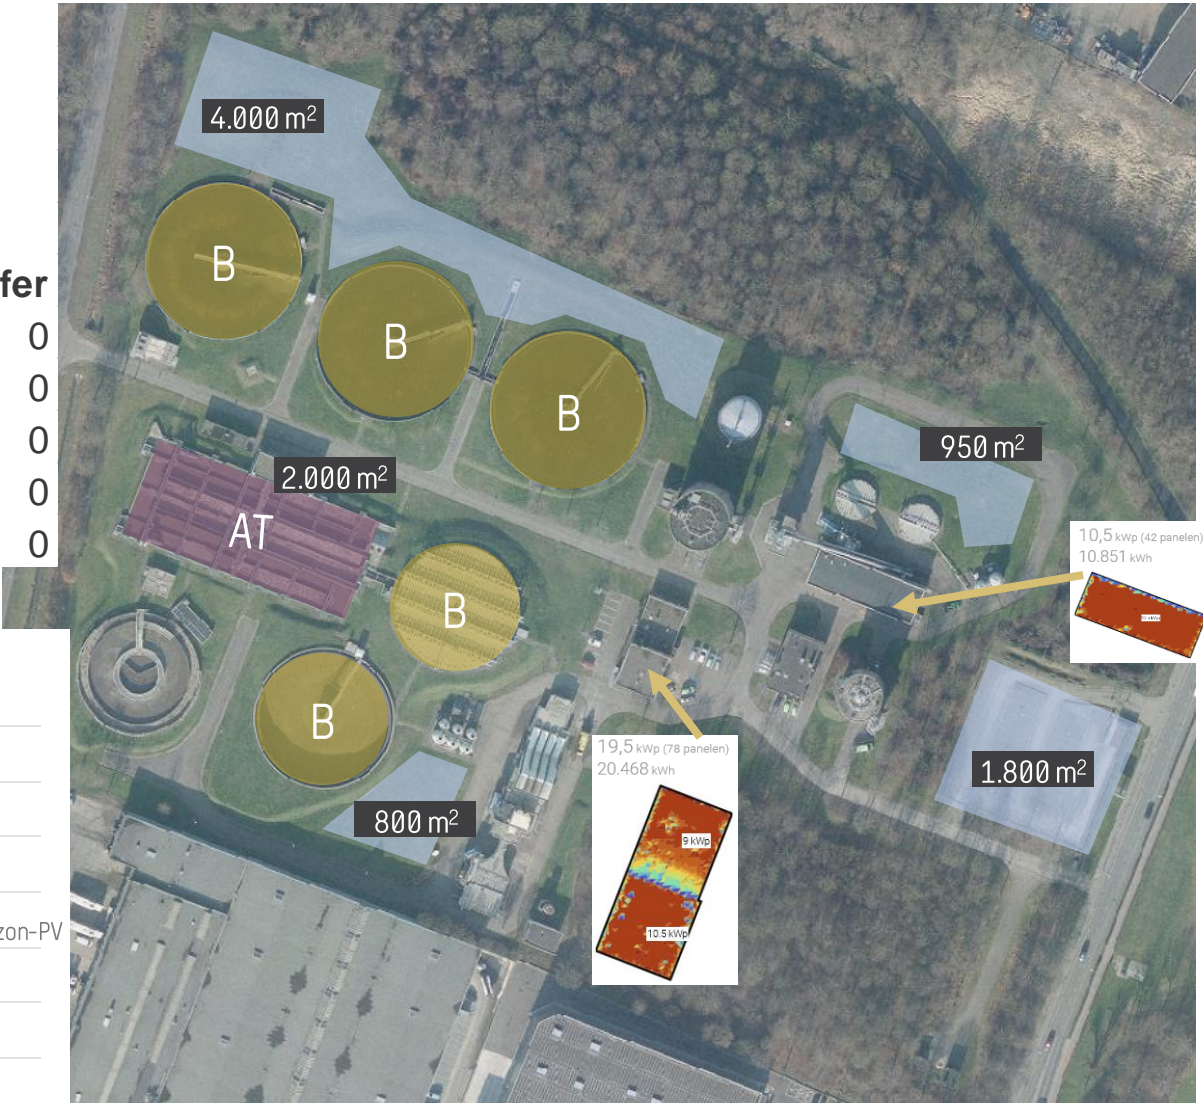 4.000 m²
B
fer
0
B
0
B
0
950 m²
2.000 m²
0
AT
10,5 kWp (42 panelen)
0
10.851 kWh
B
B
19,5 kWp (78 panelen)
20.468 kWh
1.800 m²
800 m²
9 kWp
zon-PV
10.5 kWp